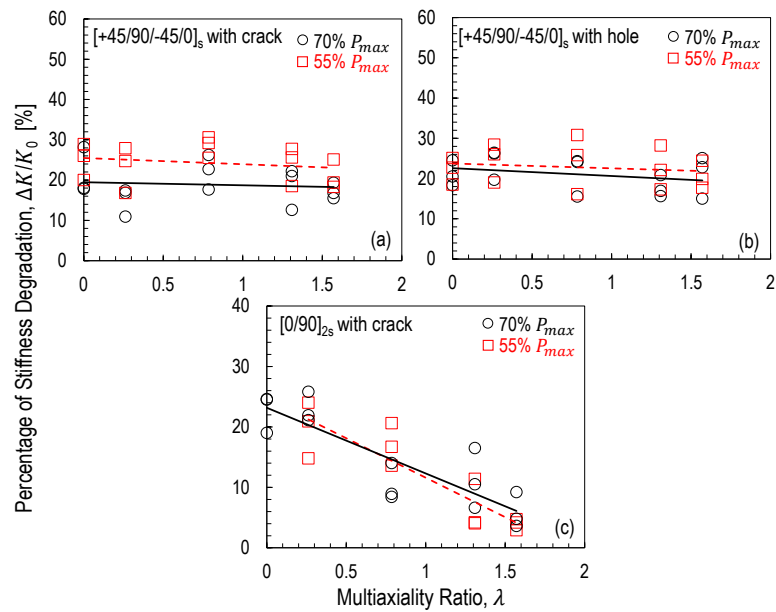 Percentage of Stiffness Degradation, ΔK/K₀ [%]
[+45/90/-45/0]ₛ with crack
70% Pₘₐₓ
55% Pₘₐₓ
60
50
40
30
20
10
0
0
0.5
1
1.5
2
(a)
[+45/90/-45/0]ₛ with hole
70% Pₘₐₓ
55% Pₘₐₓ
60
50
40
30
20
10
0
0
0.5
1
1.5
2
(b)
[0/90]₂ₛ with crack
70% Pₘₐₓ
55% Pₘₐₓ
40
30
20
10
0
0
0.5
1
1.5
2
(c)
Multiaxiality Ratio, λ